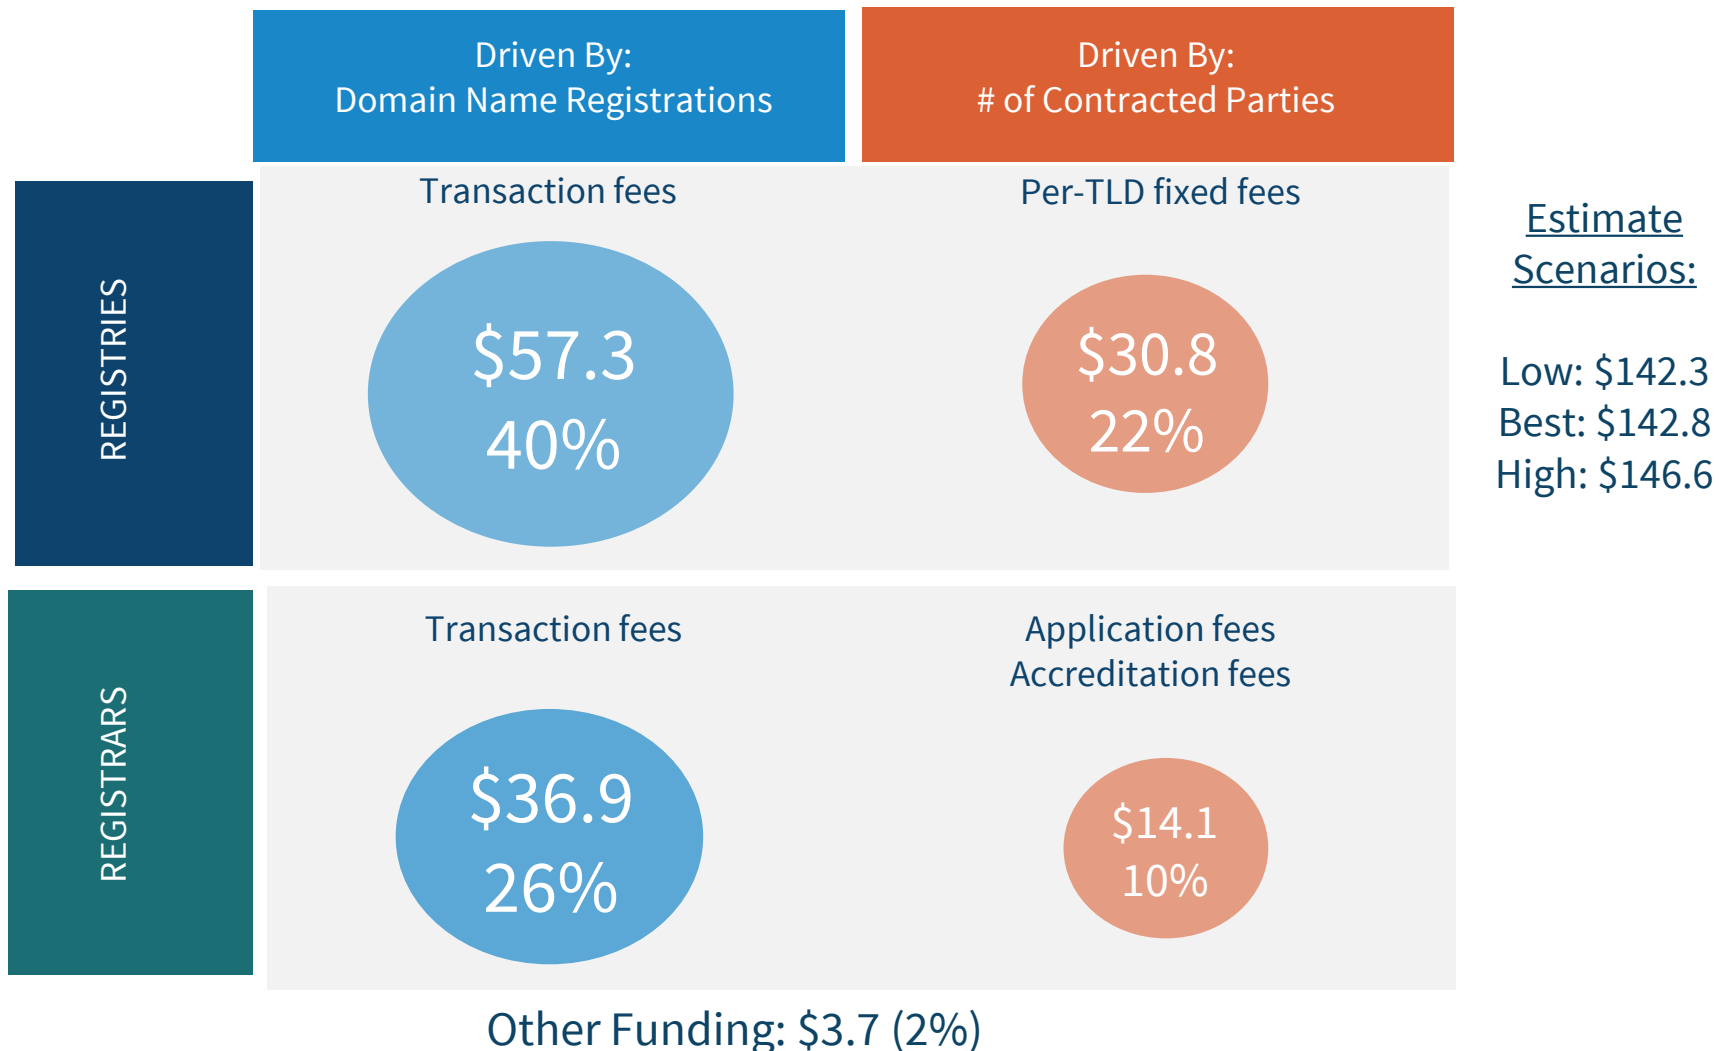 Driven By:
Domain Name Registrations
Driven By:
# of Contracted Parties
REGISTRIES
Transaction fees
$57.3
40%
Per-TLD fixed fees
$30.8
22%
Estimate
Scenarios:
Low: $142.3
Best: $142.8
High: $146.6
REGISTRARS
Transaction fees
$36.9
26%
Application fees
Accreditation fees
$14.1
10%
Other Funding: $3.7 (2%)